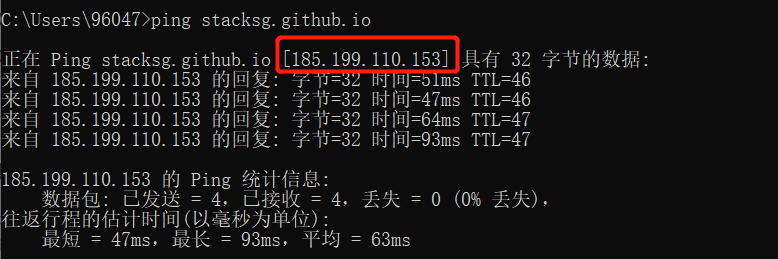 C:\Users\96047>ping stacksg.github.io
正在 Ping stacksg.github.io [185.199.110.153] 具有 32 字节的数据:
来自 185.199.110.153 的回复: 字节=32 时间=51ms TTL=46
来自 185.199.110.153 的回复: 字节=32 时间=47ms TTL=46
来自 185.199.110.153 的回复: 字节=32 时间=64ms TTL=47
来自 185.199.110.153 的回复: 字节=32 时间=93ms TTL=47
185.199.110.153 的 Ping 统计信息:
数据包: 已发送 = 4，已接收 = 4，丢失 = 0 (0% 丢失)，
往返行程的估计时间(以毫秒为单位):
最短 = 47ms，最长 = 93ms，平均 = 63ms